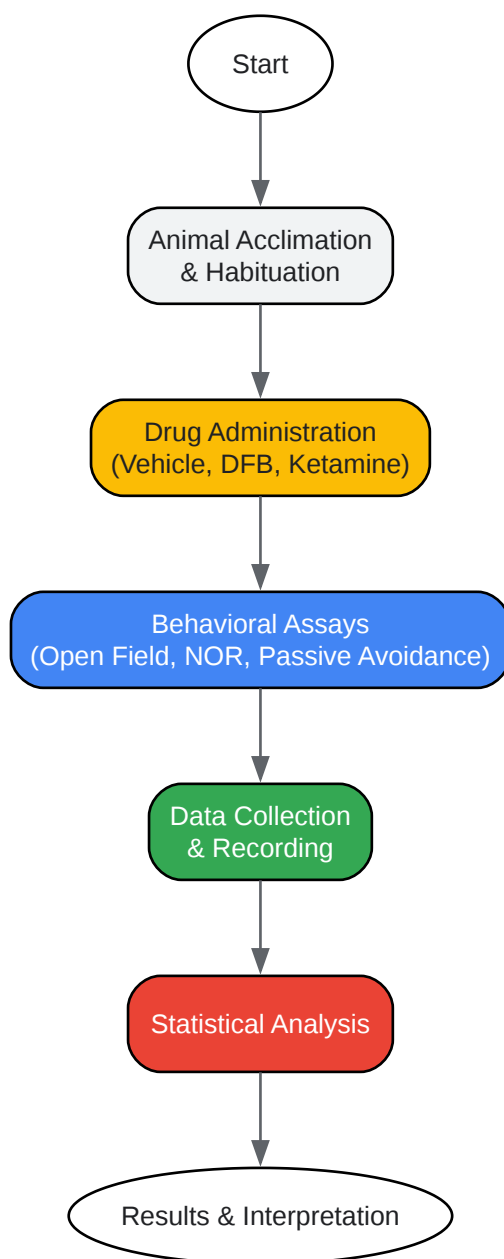 Start
Animal Acclimation
& Habituation
Drug Administration
(Vehicle, DFB, Ketamine)
Behavioral Assays
(Open Field, NOR, Passive Avoidance)
Data Collection
& Recording
Statistical Analysis
Results & Interpretation